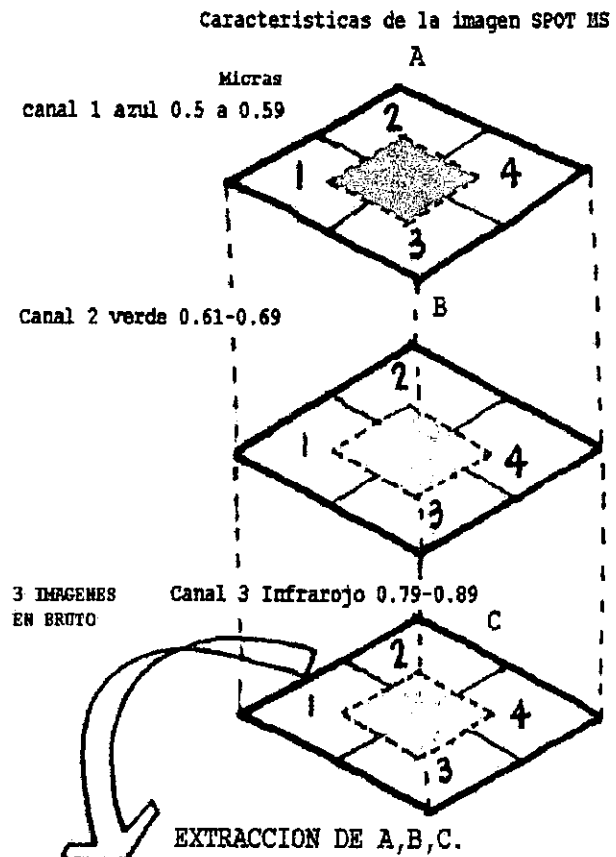 Caracteristicas de la imagen SPOT MS
A
Micras
canal 1 azul 0.5 a 0.59
2
1
4
3
B
Canal 2 verde 0.61-0.69
2
1
4
3
3 IMAGENES
EN BRUTO
Canal 3 Infrarojo 0.79-0.89
C
2
1
4
3
EXTRACCION DE A,B,C.